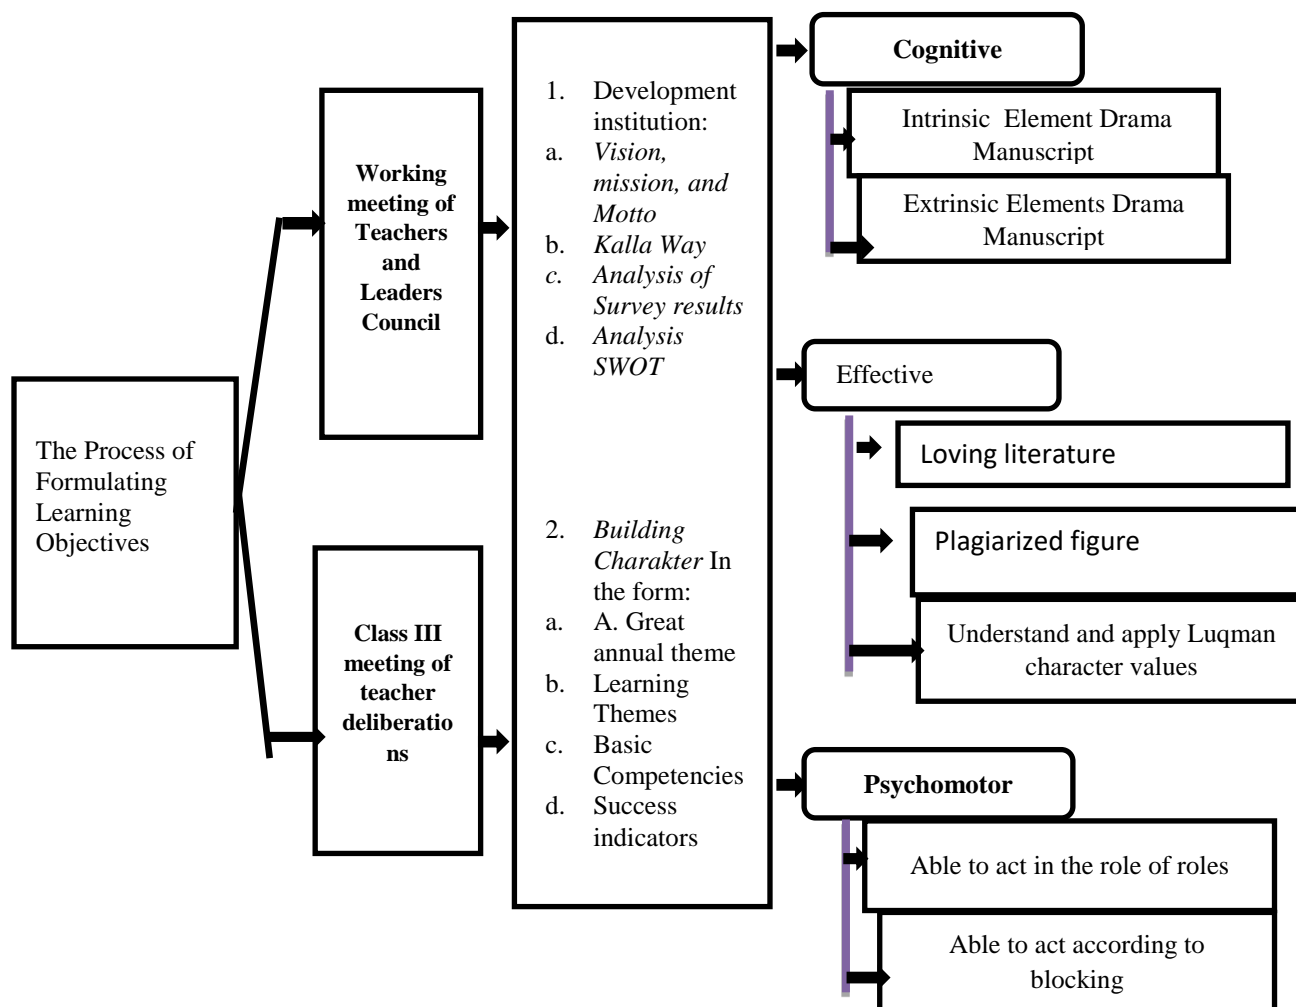 The Process of
Formulating
Learning
Objectives
Working
meeting of
Teachers
and
Leaders
Council
Class III
meeting of
teacher
deliberatio
ns
1. Development
institution:
a. Vision,
mission, and
Motto
b. Kalla Way
c. Analysis of
Survey results
d. Analysis
SWOT
2. Building
Charakter In
the form:
a. A. Great
annual theme
b. Learning
Themes
c. Basic
Competencies
d. Success
indicators
Cognitive
Intrinsic Element Drama
Manuscript
Extrinsic Elements Drama
Manuscript
Effective
Loving literature
Plagiarized figure
Understand and apply Luqman
character values
Psychomotor
Able to act in the role of roles
Able to act according to
blocking